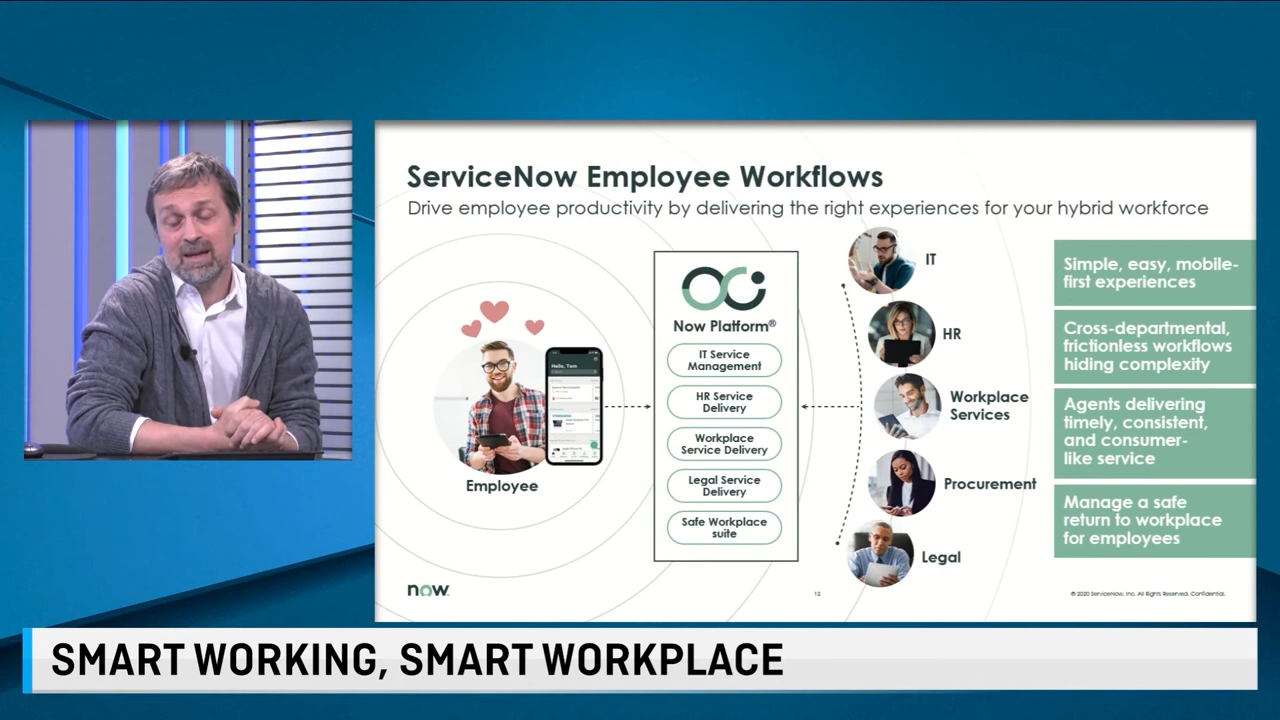 ServiceNow Employee Workflows
Drive employee productivity by delivering the right experiences for your hybrid workforce
Hello, Tom
Employee
Now Platform®
IT Service
Management
HR Service
Delivery
Workplace
Service Delivery
Legal Service
Delivery
Safe Workplace
suite
IT
HR
Workplace
Services
Procurement
Legal
Simple, easy, mobile-
first experiences
Cross-departmental,
frictionless workflows
hiding complexity
Agents delivering
timely, consistent,
and consumer-
like service
Manage a safe
return to workplace
for employees
now
12
© 2020 ServiceNow, Inc. All Rights Reserved. Confidential.
SMART WORKING, SMART WORKPLACE